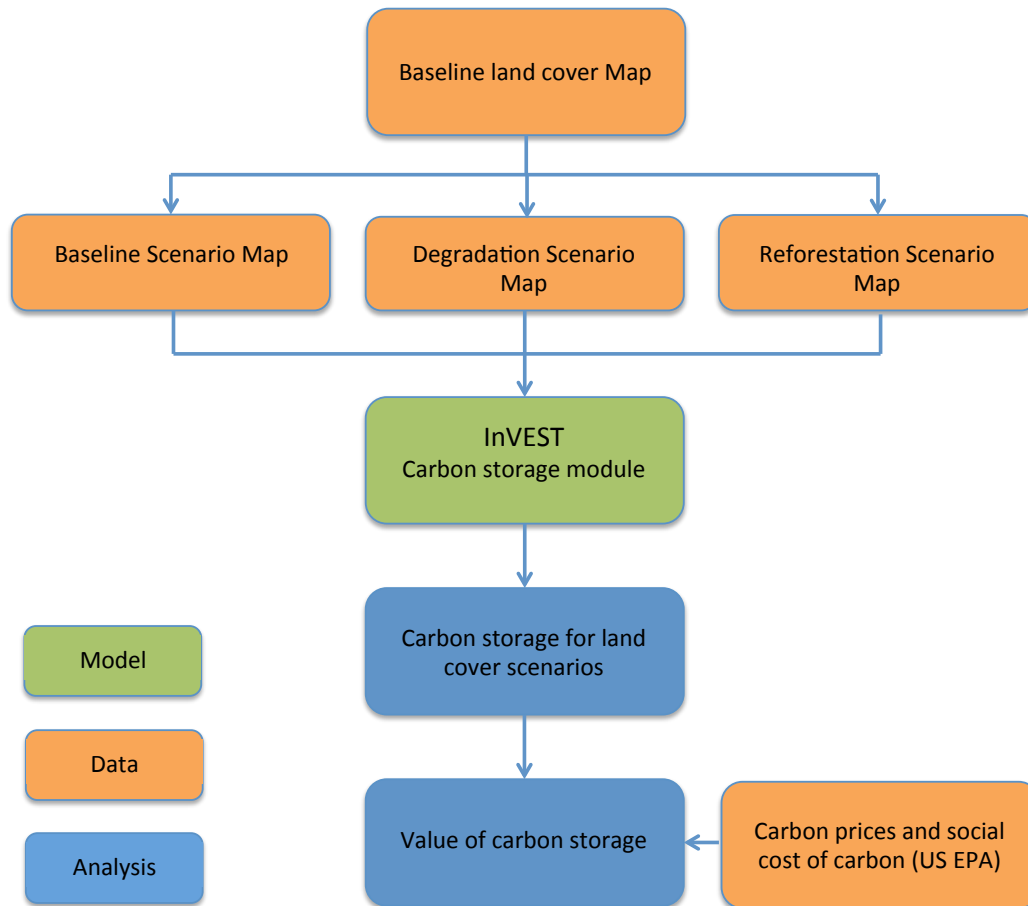 Baseline land cover Map
Baseline Scenario Map
Degradation Scenario
Map
Reforestation Scenario
Map
InVEST
Carbon storage module
Carbon storage for land
cover scenarios
Model
Data
Analysis
Value of carbon storage
Carbon prices and social
cost of carbon (US EPA)